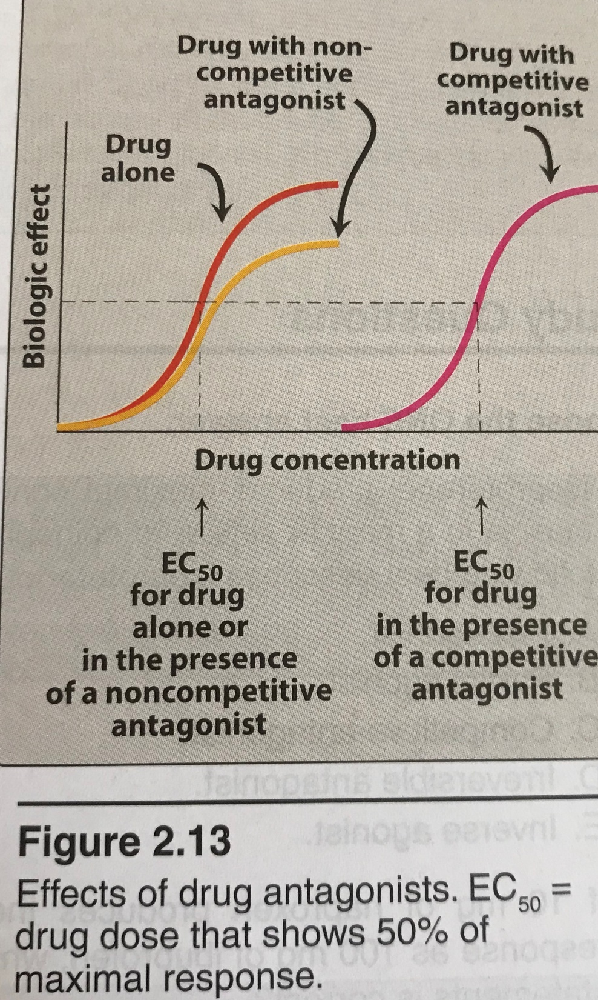 Drug with non-
competitive
antagonist
Drug with
competitive
antagonist
Drug
alone
Biologic effect
Drug concentration
EC50
for drug
alone or
in the presence
of a noncompetitive
antagonist
EC50
for drug
in the presence
of a competitive
antagonist
Figure 2.13
Effects of drug antagonists. EC50 =
drug dose that shows 50% of
maximal response.